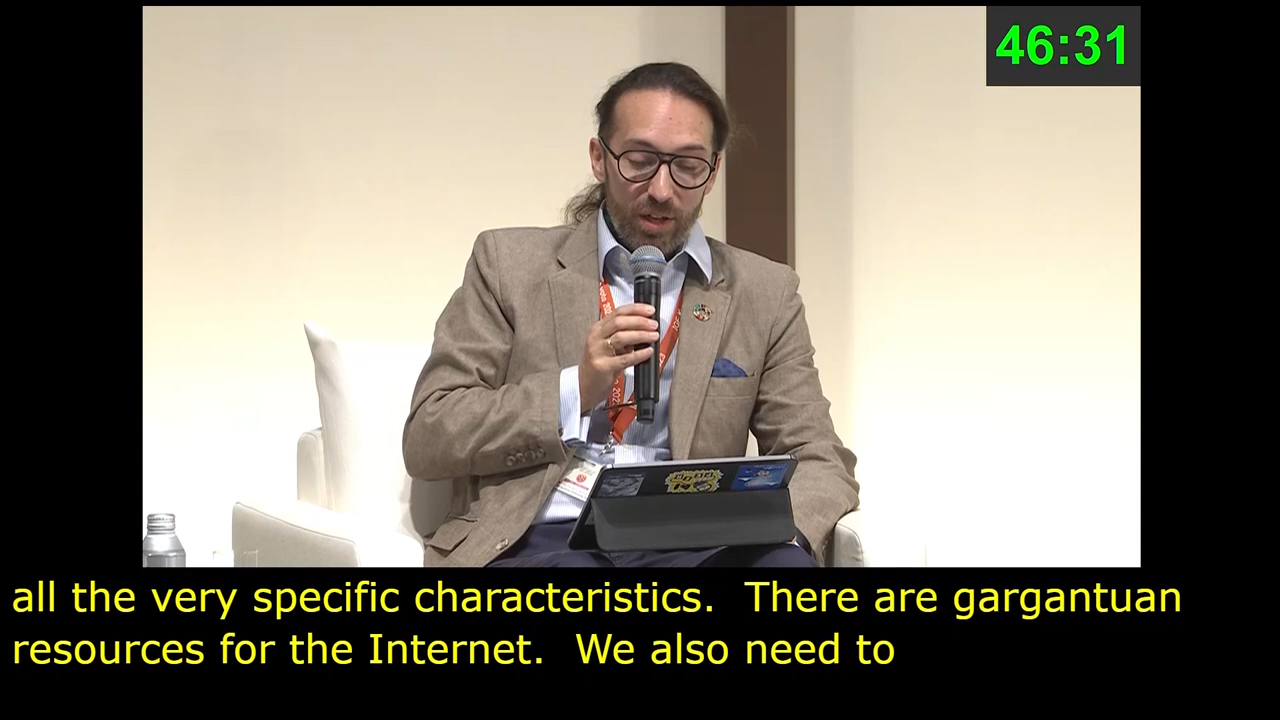 46:31
all the very specific characteristics.  There are gargantuan
resources for the Internet.  We also need to